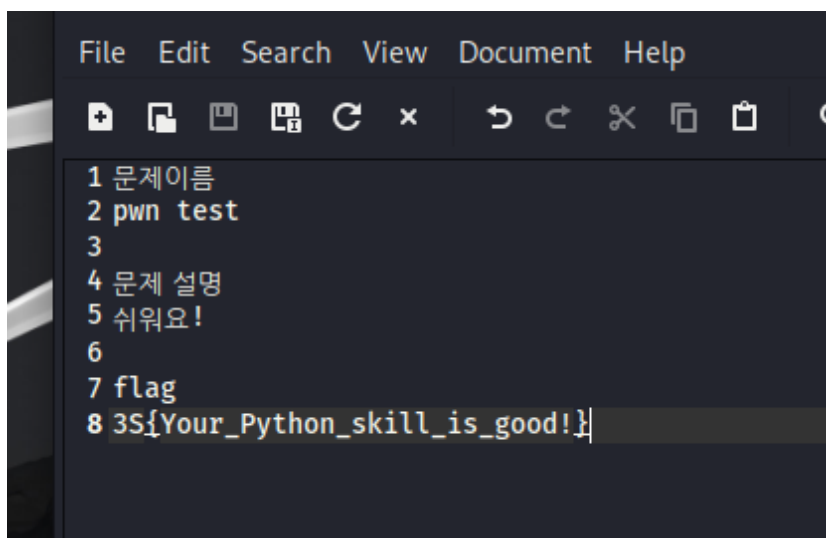 File Edit Search View Document Help
1 문제이름
2 pwn test
3
4 문제 설명
5 쉬워요!
6
7 flag
8 3S{Your_Python_skill_is_good!}